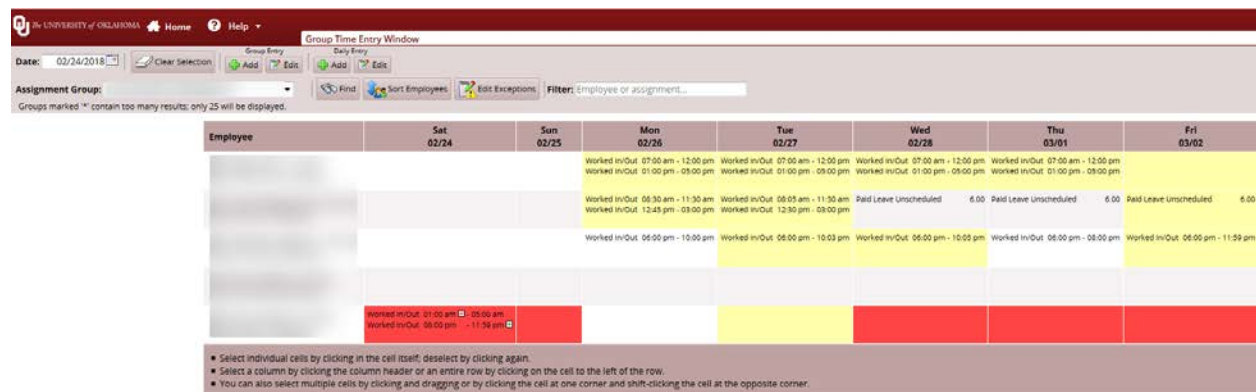 The UNIVERSITY of OKLAHOMA Home Help
Group Time Entry Window
Date: 02/24/2018 Clear Selection Group Entry Add Edit Daily Entry Add Edit
Assignment Group: Find Sort Employees Edit Exceptions Filter: Employee or assignment...
Groups marked '*' contain too many results; only 25 will be displayed.
Employee Sat 02/24 Sun 02/25 Mon 02/26 Tue 02/27 Wed 02/28 Thu 03/01 Fri 03/02
Worked In/Out 07:00 am - 12:00 pm Worked In/Out 07:00 am - 12:00 pm Worked In/Out 07:00 am - 12:00 pm Worked In/Out 07:00 am - 12:00 pm
Worked In/Out 01:00 pm - 05:00 pm Worked In/Out 01:00 pm - 05:00 pm Worked In/Out 01:00 pm - 05:00 pm Worked In/Out 01:00 pm - 05:00 pm
Worked In/Out 08:30 am - 11:30 am Worked In/Out 08:05 am - 11:30 am Paid Leave Unscheduled 6.00 Paid Leave Unscheduled 6.00 Paid Leave Unscheduled 6.00
Worked In/Out 12:45 pm - 03:00 pm Worked In/Out 12:30 pm - 03:00 pm
Worked In/Out 06:00 pm - 10:00 pm Worked In/Out 06:00 pm - 10:03 pm Worked In/Out 06:00 pm - 10:05 pm Worked In/Out 06:00 pm - 08:00 pm Worked In/Out 06:00 pm - 11:59 pm
Worked In/Out 01:00 am - 05:00 am
Worked In/Out 08:00 pm - 11:59 pm
• Select individual cells by clicking in the cell itself; deselect by clicking again.
• Select a column by clicking the column header or an entire row by clicking on the cell to the left of the row.
• You can also select multiple cells by clicking and dragging or by clicking the cell at one corner and shift-clicking the cell at the opposite corner.